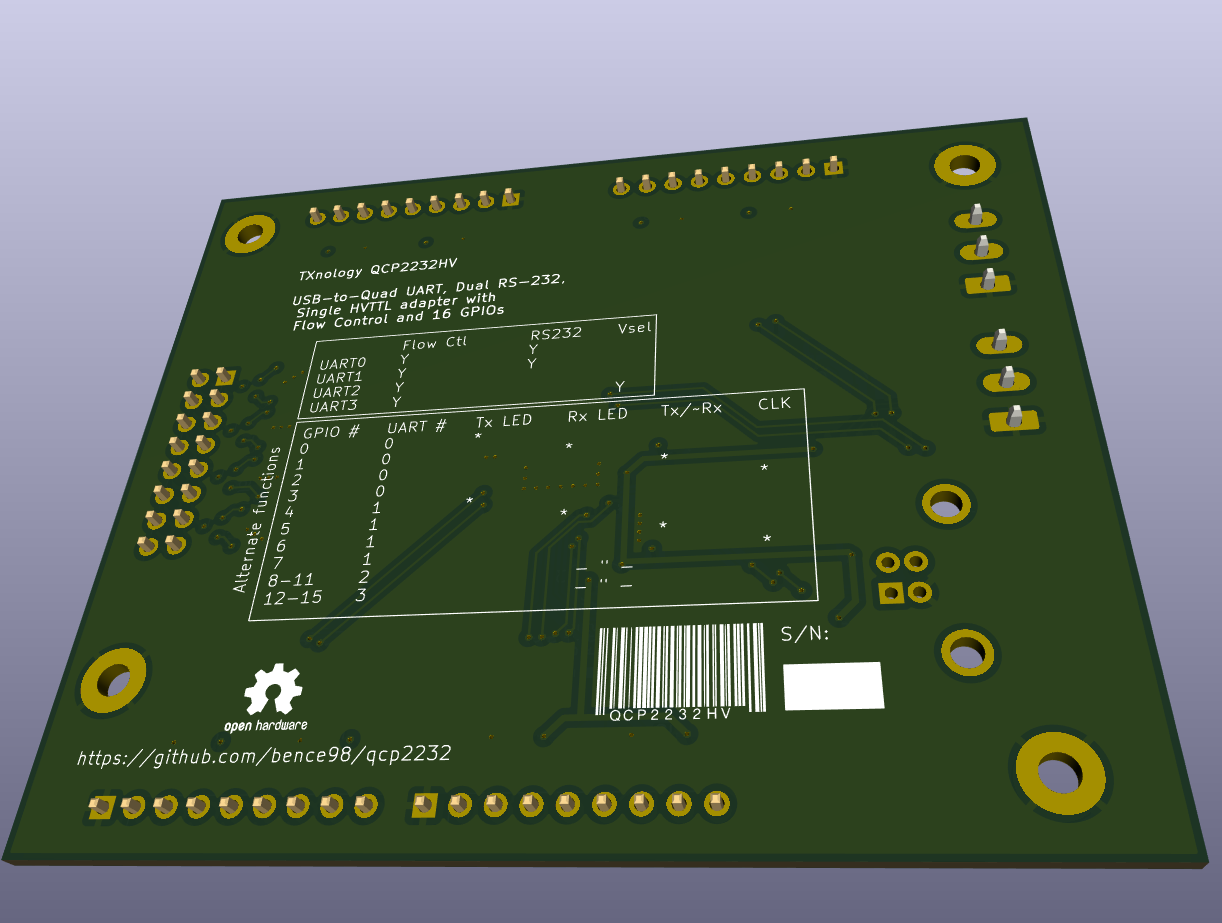 TXnology QCP2232HV
USB-to-Quad UART, Dual RS-232,
Single HVTTL adapter with
Flow Control and 16 GPIOs
Flow Ctl RS232 Vsel
UART0 Y Y
UART1 Y Y
UART2 Y
UART3 Y Y
Alternate functions
GPIO # UART # Tx LED Rx LED Tx/~Rx CLK
0 0 *
1 0 *
2 0 *
3 0 *
4 1 *
5 1 *
6 1 *
7 1 *
8-11 2 — " —
12-15 3 — " —
S/N:
QCP2232HV
open hardware
https://github.com/bence98/qcp2232